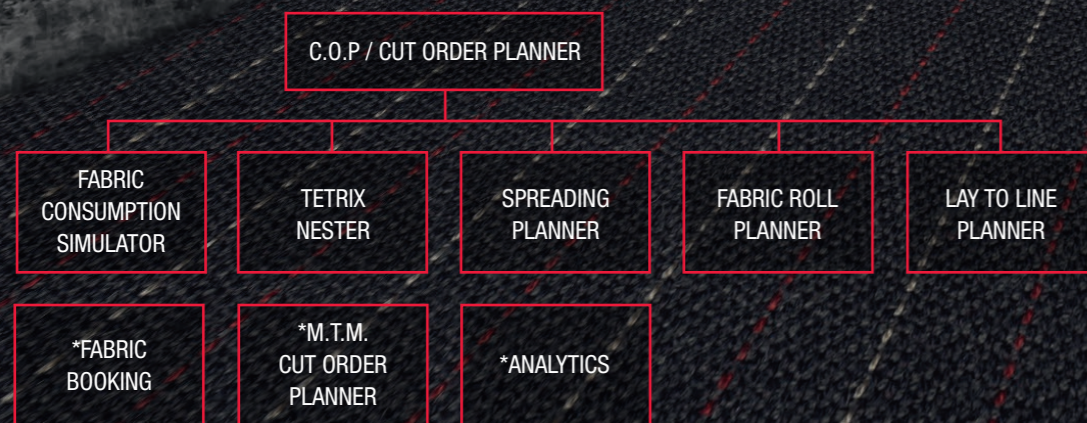 C.O.P / CUT ORDER PLANNER
FABRIC
CONSUMPTION
SIMULATOR
TETRIX
NESTER
SPREADING
PLANNER
FABRIC ROLL
PLANNER
LAY TO LINE
PLANNER
*FABRIC
BOOKING
*M.T.M.
CUT ORDER
PLANNER
*ANALYTICS